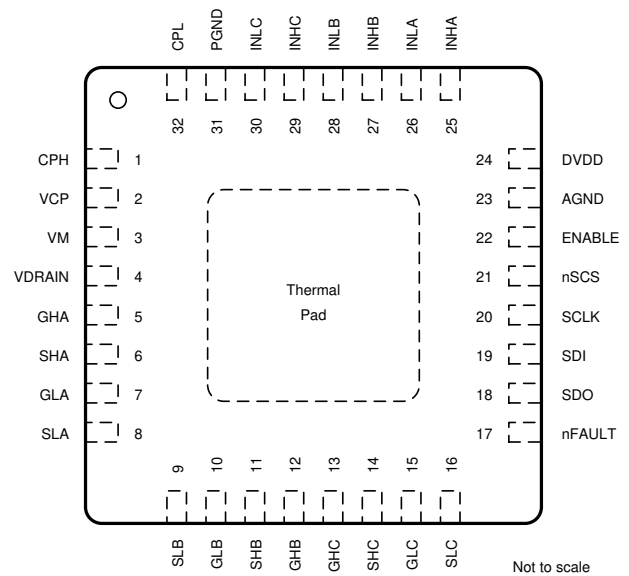 CPL PGND INLC INHC INLB INHB INLA INHA
32 31 30 29 28 27 26 25
CPH 1 24 DVDD
VCP 2 23 AGND
VM 3 22 ENABLE
VDRAIN 4 21 nSCS
GHA 5 20 SCLK
SHA 6 19 SDI
GLA 7 18 SDO
SLA 8 17 nFAULT
Thermal
Pad
9 10 11 12 13 14 15 16
SLB GLB SHB GHB GHC SHC GLC SLC
Not to scale